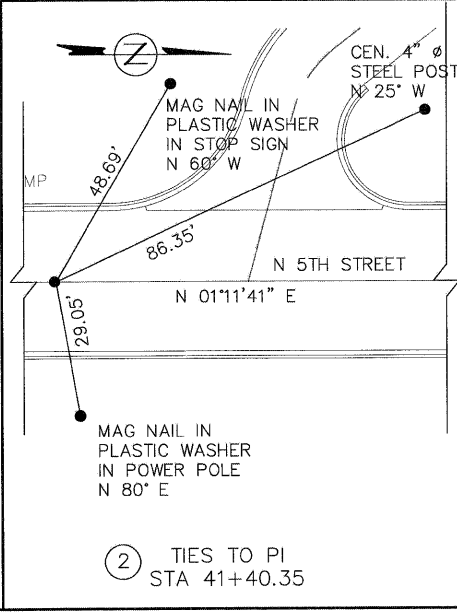 N
CEN. 4" ø
STEEL POST
N 25° W
MAG NAIL IN
PLASTIC WASHER
IN STOP SIGN
N 60° W
48.69'
MP
86.35'
N 5TH STREET
N 01°11'41" E
29.05'
MAG NAIL IN
PLASTIC WASHER
IN POWER POLE
N 80° E
2 TIES TO PI
STA 41+40.35